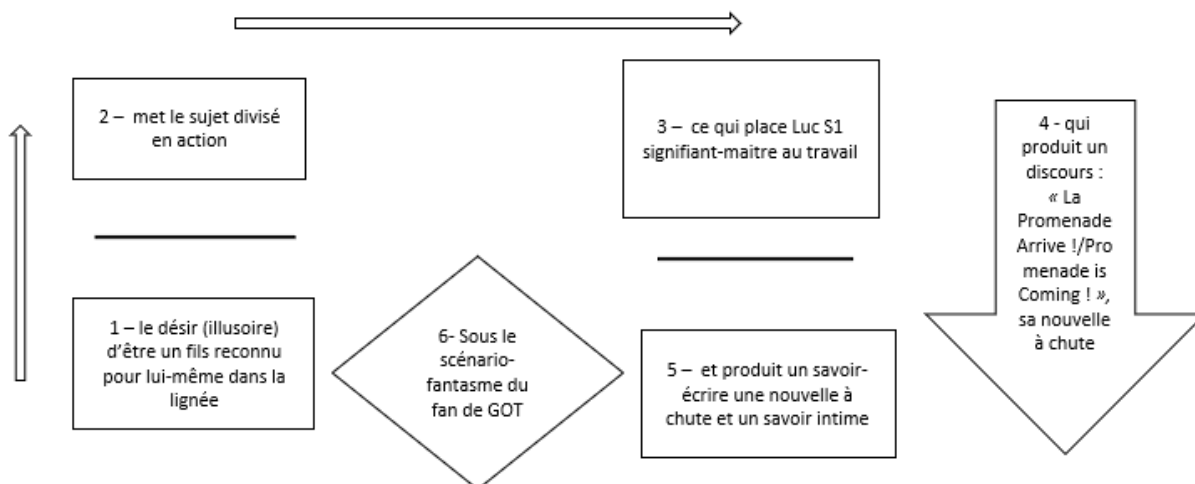 2 – met le sujet divisé
en action
3 – ce qui place Luc S1
signifiant-maitre au travail
4 - qui
produit un
discours :
« La
Promenade
Arrive !/Pro
menade is
Coming ! »,
sa nouvelle
à chute
1 – le désir (illusoire)
d’être un fils reconnu
pour lui-même dans la
lignée
6- Sous le
scénario-
fantasme du
fan de GOT
5 – et produit un savoir-
écrire une nouvelle à
chute et un savoir intime